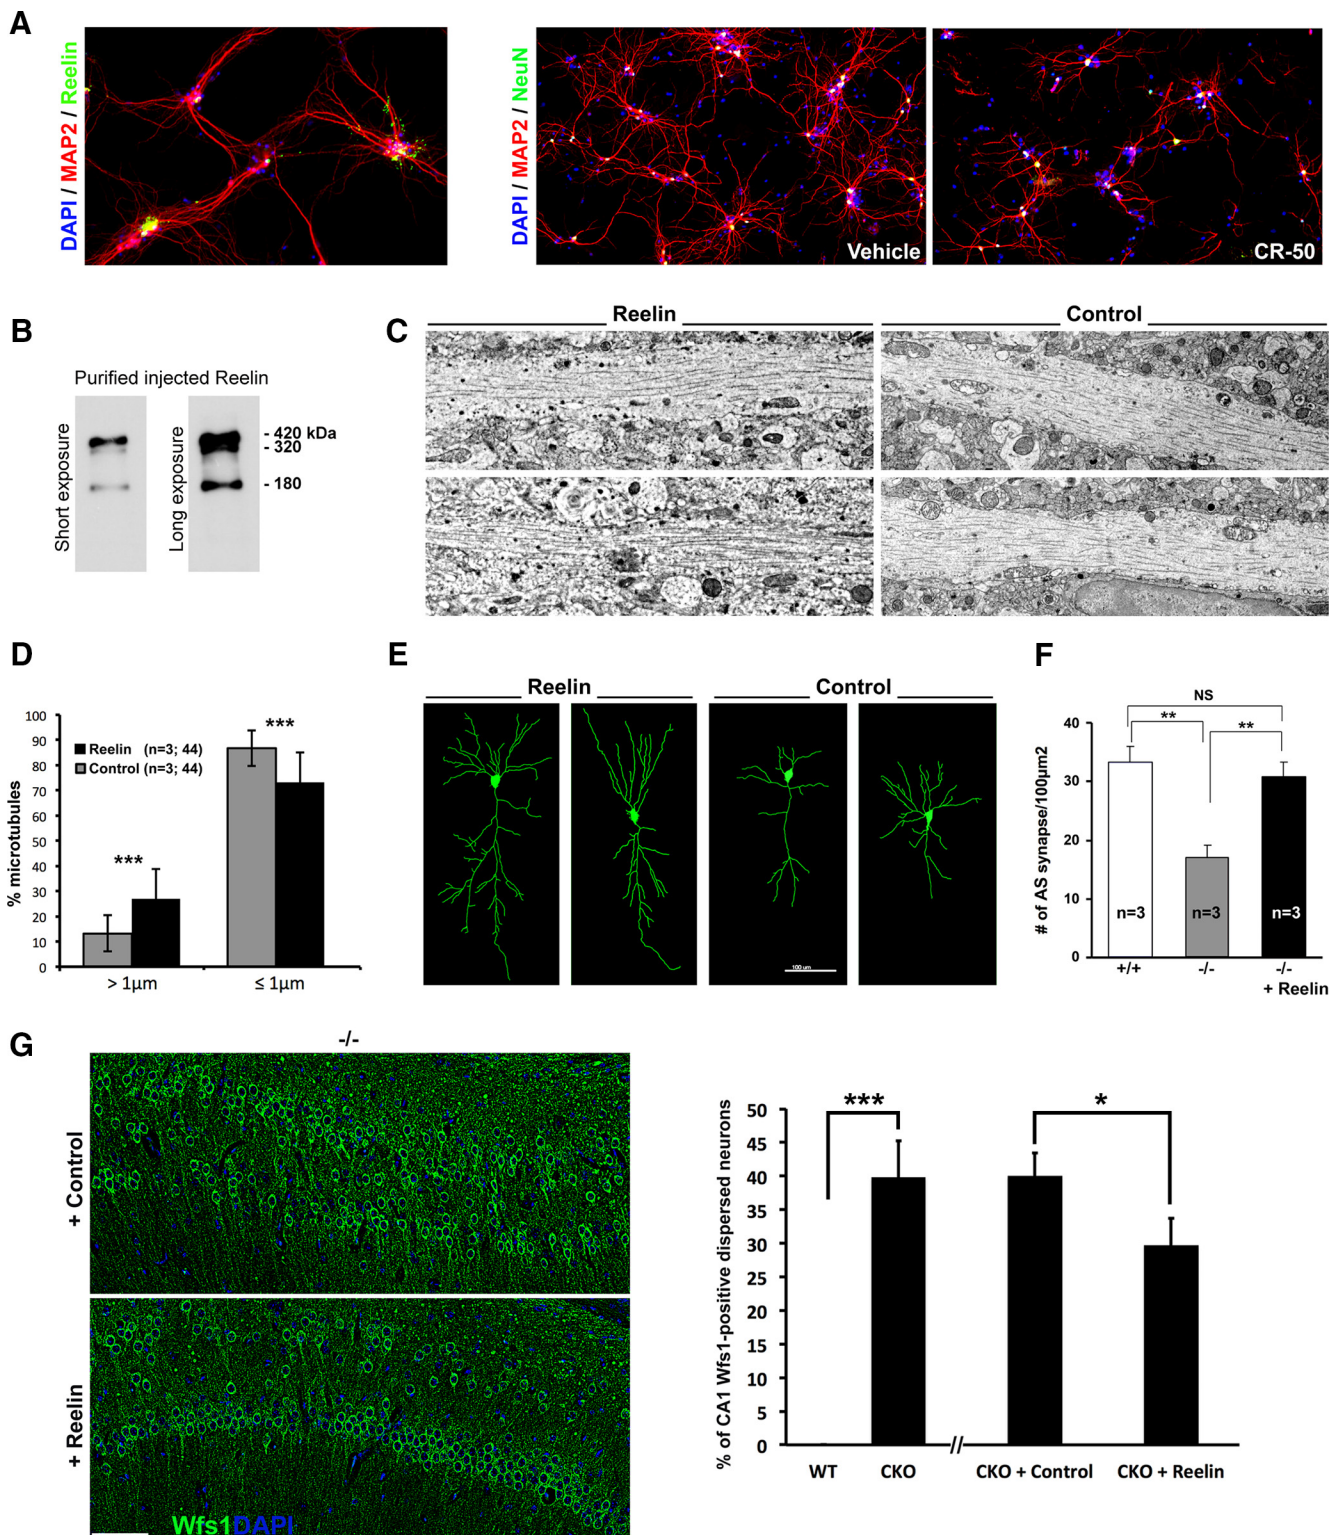 A
DAPI / MAP2 / Reelin
DAPI / MAP2 / NeuN
Vehicle
CR-50
B
Purified injected Reelin
Short exposure
Long exposure
- 420 kDa
- 320
- 180
C
Reelin
Control
D
% microtubules
100
90
80
70
60
50
40
30
20
10
0
Reelin (n=3; 44)
Control (n=3; 44)
***
***
> 1µm
≤ 1µm
E
Reelin
Control
100 um
F
# of AS synapse/100µm2
40
30
20
10
0
NS
**
**
n=3
n=3
n=3
+/+
-/-
-/-
+ Reelin
G
-/-
+ Control
+ Reelin
Wfs1DAPI
% of CA1 Wfs1-positive dispersed neurons
50
45
40
35
30
25
20
15
10
5
0
***
*
//
WT
CKO
CKO + Control
CKO + Reelin